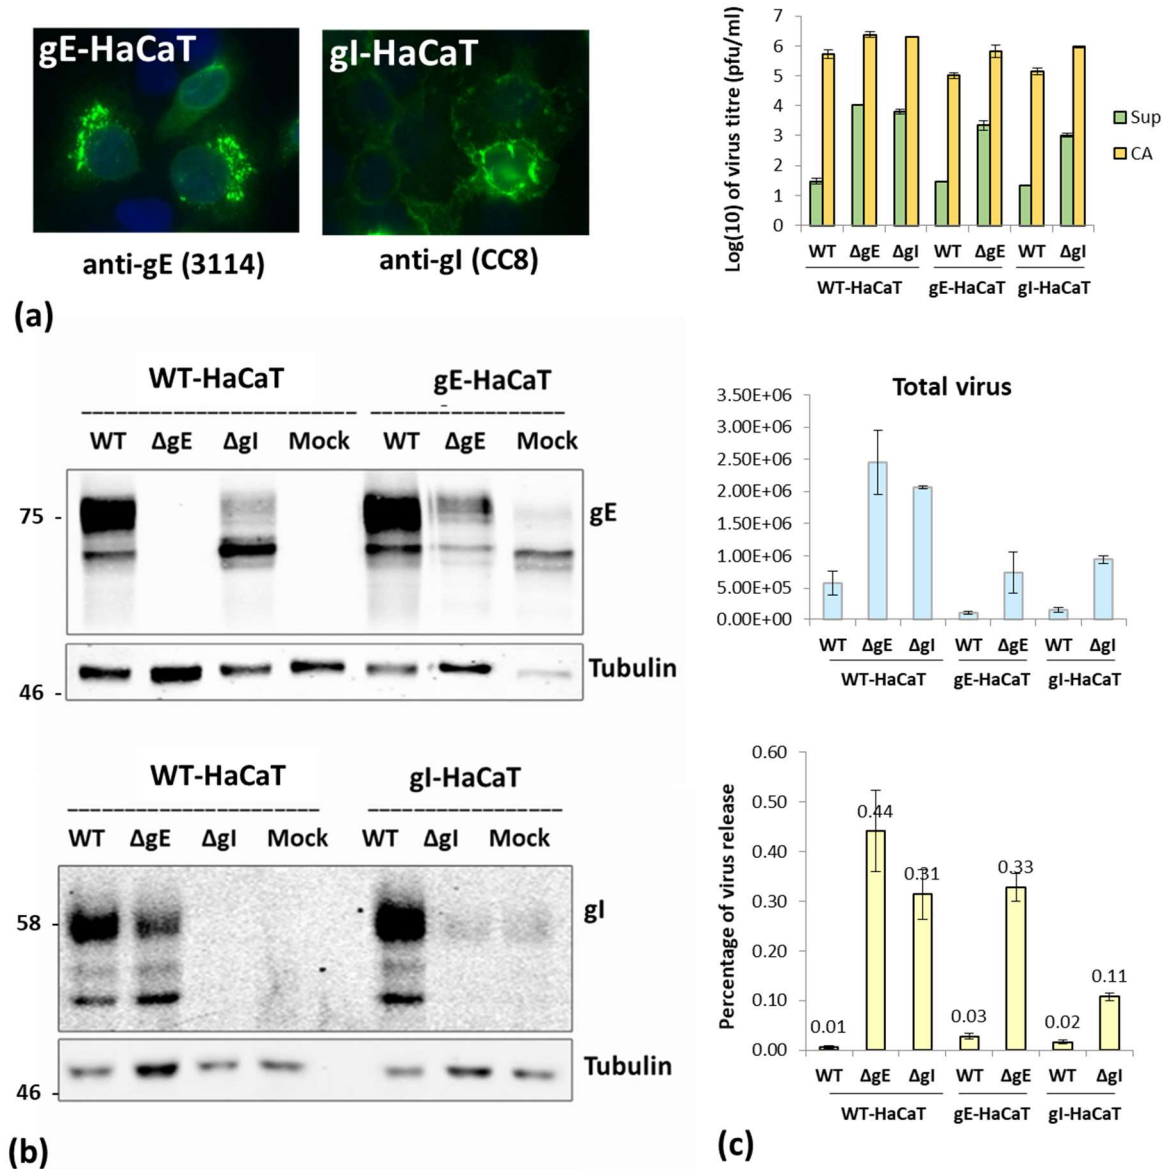 gE-HaCaT
gI-HaCaT
anti-gE (3114)
anti-gI (CC8)
(a)
WT-HaCaT gE-HaCaT
WT ΔgE ΔgI Mock WT ΔgE Mock
75 -
gE
Tubulin
46 -
WT-HaCaT gI-HaCaT
WT ΔgE ΔgI Mock WT ΔgI Mock
58 -
gI
Tubulin
46 -
(b)
Log(10) of virus titre (pfu/ml)
7
6
5
4
3
2
1
0
Sup
CA
WT ΔgE ΔgI WT ΔgE WT ΔgI
WT-HaCaT gE-HaCaT gI-HaCaT
Total virus
3.50E+06
3.00E+06
2.50E+06
2.00E+06
1.50E+06
1.00E+06
5.00E+05
0.00E+00
WT ΔgE ΔgI WT ΔgE WT ΔgI
WT-HaCaT gE-HaCaT gI-HaCaT
Percentage of virus release
0.60
0.50
0.40
0.30
0.20
0.10
0.00
0.01 0.44 0.31 0.03 0.33 0.02 0.11
WT ΔgE ΔgI WT ΔgE WT ΔgI
WT-HaCaT gE-HaCaT gI-HaCaT
(c)